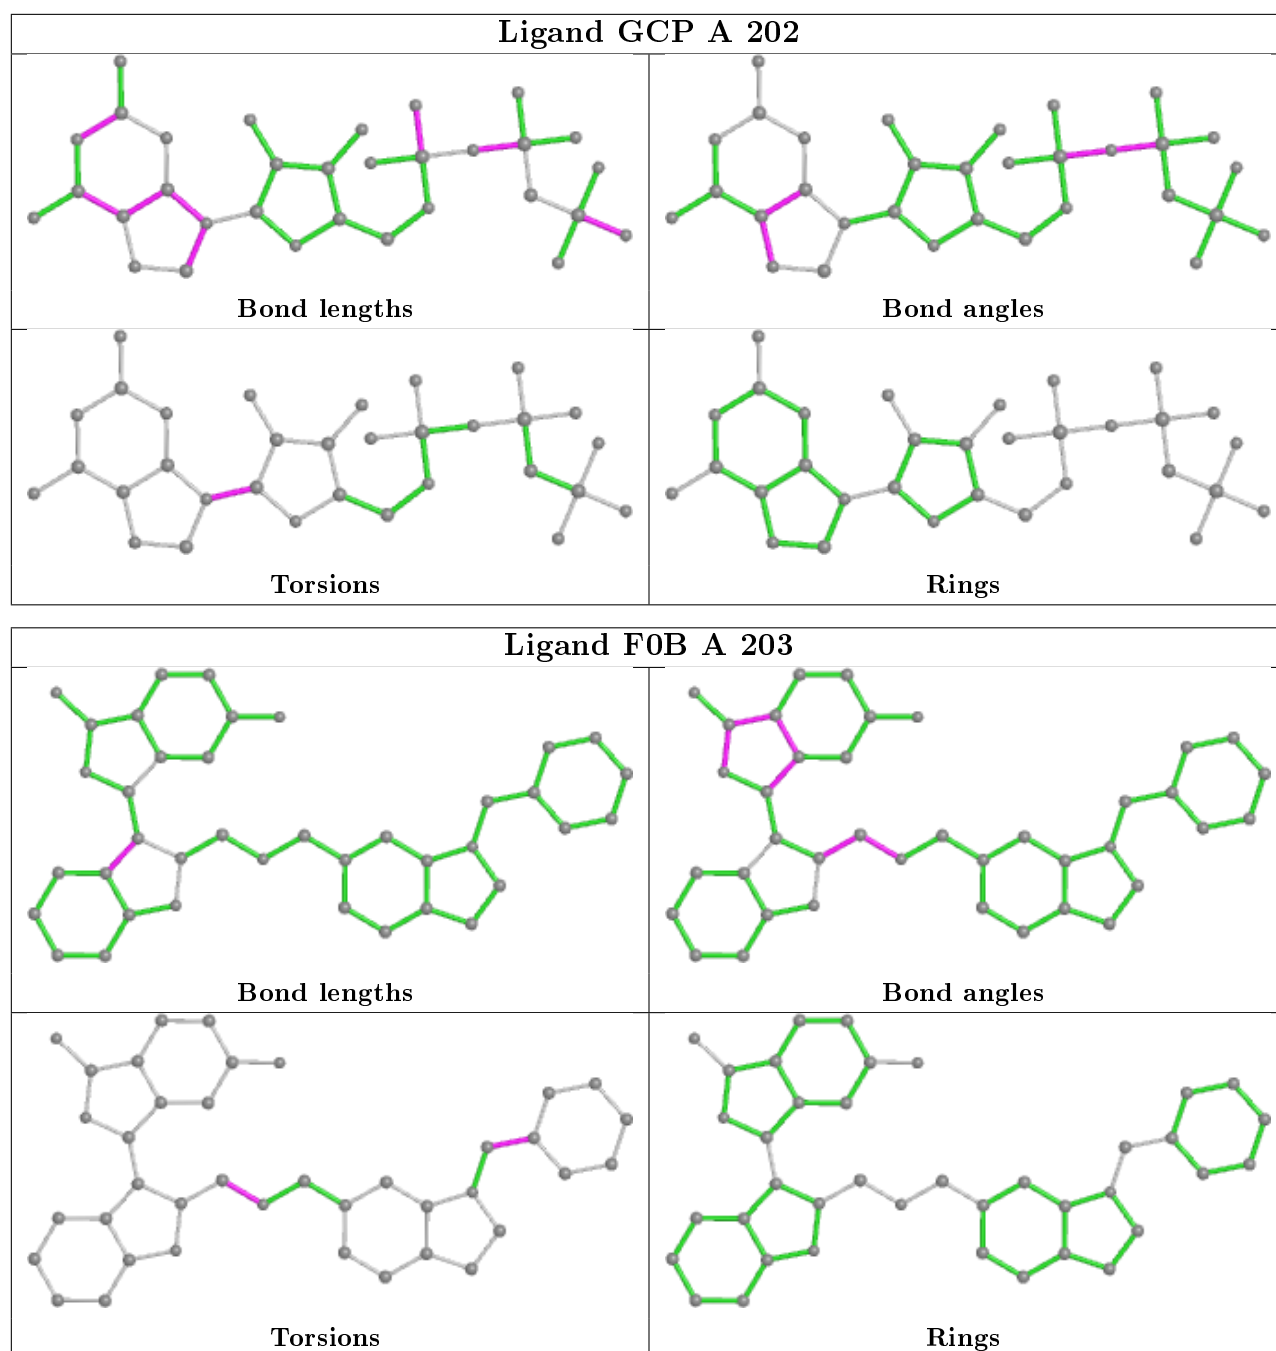 Ligand GCP A 202
Bond lengths
Bond angles
Torsions
Rings
Ligand F0B A 203
Bond lengths
Bond angles
Torsions
Rings